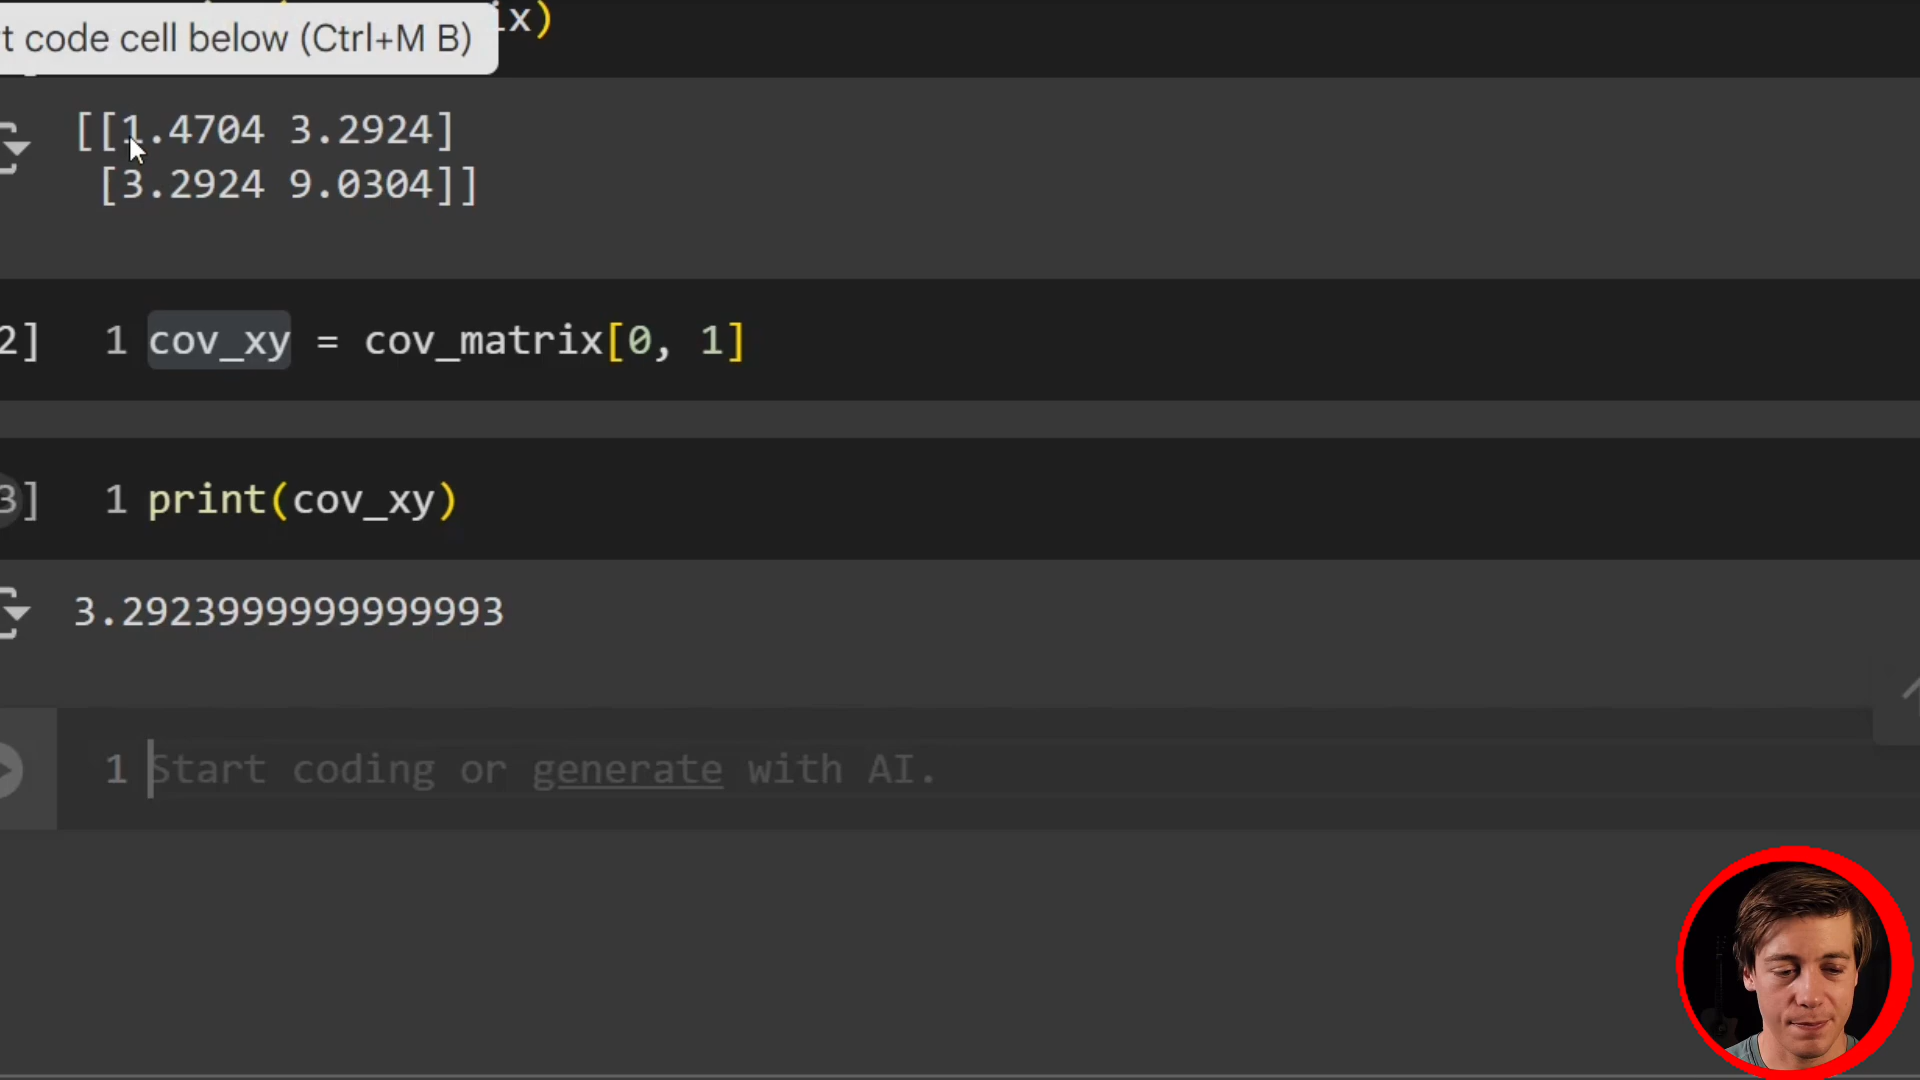 ix)
t code cell below (Ctrl+M B)
[[1.4704 3.2924]
[3.2924 9.0304]]
2] 1 cov_xy = cov_matrix[0, 1]
3] 1 print(cov_xy)
3.2923999999999993
1 Start coding or generate with AI.